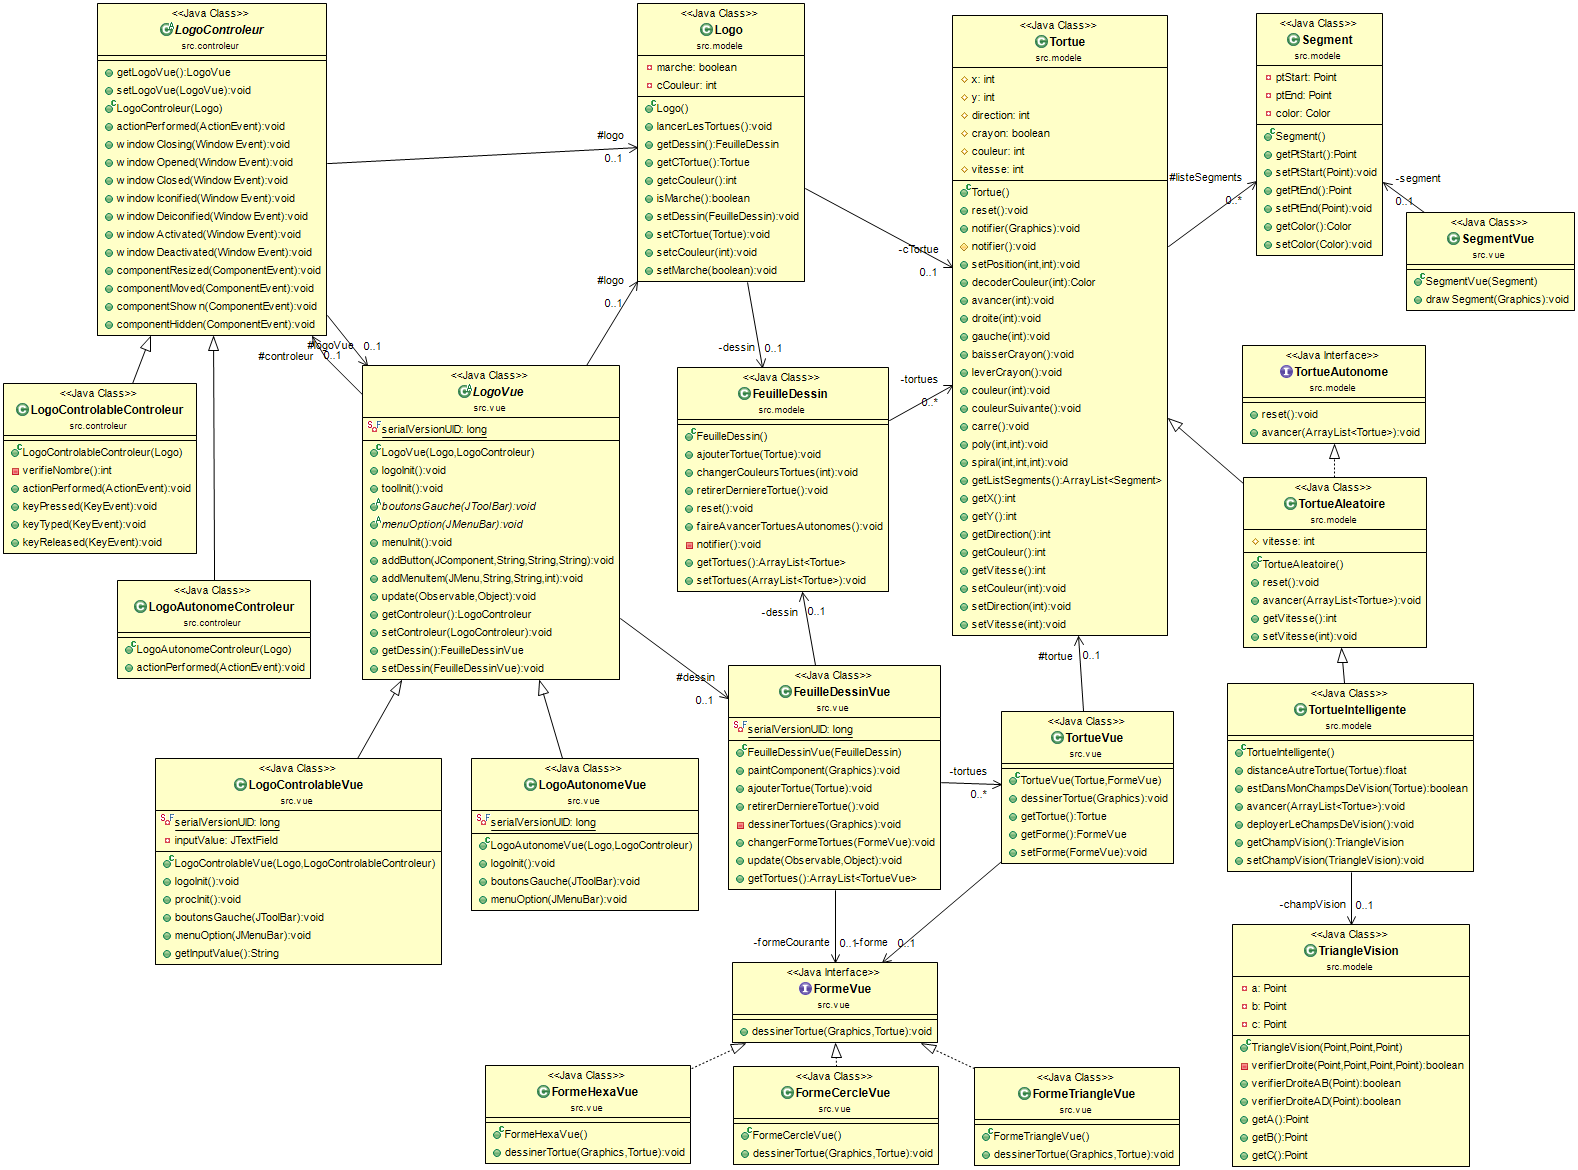 <<Java Class>>
LogoControleur
src.controleur
getLogoVue():LogoVue
setLogoVue(LogoVue):void
LogoControleur(Logo)
actionPerformed(ActionEvent):void
windowClosing(WindowEvent):void
windowOpened(WindowEvent):void
windowClosed(WindowEvent):void
windowIconified(WindowEvent):void
windowDeiconified(WindowEvent):void
windowActivated(WindowEvent):void
windowDeactivated(WindowEvent):void
componentResized(ComponentEvent):void
componentMoved(ComponentEvent):void
componentShown(ComponentEvent):void
componentHidden(ComponentEvent):void
#logo
0..1
<<Java Class>>
Logo
src.modele
marche: boolean
cCouleur: int
Logo()
lancerLesTortues():void
getDessin():FeuilleDessin
getCTortue():Tortue
getcCouleur():int
isMarche():boolean
setDessin(FeuilleDessin):void
setCTortue(Tortue):void
setcCouleur(int):void
setMarche(boolean):void
-cTortue
0..1
<<Java Class>>
Tortue
src.modele
x: int
y: int
direction: int
crayon: boolean
couleur: int
vitesse: int
Tortue()
reset():void
notifier(Graphics):void
notifier():void
setPosition(int,int):void
decoderCouleur(int):Color
avancer(int):void
droite(int):void
gauche(int):void
baisserCrayon():void
leverCrayon():void
couleur(int):void
couleurSuivante():void
carre():void
poly(int,int):void
spiral(int,int,int):void
getListSegments():ArrayList<Segment>
getX():int
getY():int
getDirection():int
getCouleur():int
getVitesse():int
setCouleur(int):void
setDirection(int):void
setVitesse(int):void
#listeSegments
0..*
<<Java Class>>
Segment
src.modele
ptStart: Point
ptEnd: Point
color: Color
Segment()
getPtStart():Point
setPtStart(Point):void
getPtEnd():Point
setPtEnd(Point):void
getColor():Color
setColor(Color):void
-segment
0..1
<<Java Class>>
SegmentVue
src.vue
SegmentVue(Segment)
drawSegment(Graphics):void
#logo
0..1
#logoVue
0..1
#controleur
0..1
<<Java Class>>
LogoControlableControleur
src.controleur
LogoControlableControleur(Logo)
verifieNombre():int
actionPerformed(ActionEvent):void
keyPressed(KeyEvent):void
keyTyped(KeyEvent):void
keyReleased(KeyEvent):void
<<Java Class>>
LogoAutonomeControleur
src.controleur
LogoAutonomeControleur(Logo)
actionPerformed(ActionEvent):void
<<Java Class>>
LogoVue
src.vue
serialVersionUID: long
LogoVue(Logo,LogoControleur)
logoInit():void
toolInit():void
boutonsGauche(JToolBar):void
menuOption(JMenuBar):void
menuInit():void
addButton(JComponent,String,String,String):void
addMenuItem(JMenu,String,String,int):void
update(Observable,Object):void
getControleur():LogoControleur
setControleur(LogoControleur):void
getDessin():FeuilleDessinVue
setDessin(FeuilleDessinVue):void
-dessin
0..1
<<Java Class>>
FeuilleDessin
src.modele
FeuilleDessin()
ajouterTortue(Tortue):void
changerCouleursTortues(int):void
retirerDerniereTortue():void
reset():void
faireAvancerTortuesAutonomes():void
notifier():void
getTortues():ArrayList<Tortue>
setTortues(ArrayList<Tortue>):void
-tortues
0..*
<<Java Interface>>
TortueAutonome
src.modele
reset():void
avancer(ArrayList<Tortue>):void
<<Java Class>>
TortueAleatoire
src.modele
vitesse: int
TortueAleatoire()
reset():void
avancer(ArrayList<Tortue>):void
getVitesse():int
setVitesse(int):void
-dessin
0..1
#dessin
0..1
#tortue
0..1
<<Java Class>>
FeuilleDessinVue
src.vue
serialVersionUID: long
FeuilleDessinVue(FeuilleDessin)
paintComponent(Graphics):void
ajouterTortue(Tortue):void
retirerDerniereTortue():void
dessinerTortues(Graphics):void
changerFormeTortues(FormeVue):void
update(Observable,Object):void
getTortues():ArrayList<TortueVue>
-tortues
0..*
<<Java Class>>
TortueVue
src.vue
TortueVue(Tortue,FormeVue)
dessinerTortue(Graphics):void
getTortue():Tortue
getForme():FormeVue
setForme(FormeVue):void
<<Java Class>>
TortueIntelligente
src.modele
TortueIntelligente()
distanceAutreTortue(Tortue):float
estDansMonChampsDeVision(Tortue):boolean
avancer(ArrayList<Tortue>):void
deployerLeChampsDeVision():void
getChampVision():TriangleVision
setChampVision(TriangleVision):void
<<Java Class>>
LogoControlableVue
src.vue
serialVersionUID: long
inputValue: JTextField
LogoControlableVue(Logo,LogoControlableControleur)
logoInit():void
procInit():void
boutonsGauche(JToolBar):void
menuOption(JMenuBar):void
getInputValue():String
<<Java Class>>
LogoAutonomeVue
src.vue
serialVersionUID: long
LogoAutonomeVue(Logo,LogoControleur)
logoInit():void
boutonsGauche(JToolBar):void
menuOption(JMenuBar):void
-formeCourante
0..1
-forme
0..1
-champVision
0..1
<<Java Interface>>
FormeVue
src.vue
dessinerTortue(Graphics,Tortue):void
<<Java Class>>
TriangleVision
src.modele
a: Point
b: Point
c: Point
TriangleVision(Point,Point,Point)
verifierDroite(Point,Point,Point,Point):boolean
verifierDroiteAB(Point):boolean
verifierDroiteAD(Point):boolean
getA():Point
getB():Point
getC():Point
<<Java Class>>
FormeHexaVue
src.vue
FormeHexaVue()
dessinerTortue(Graphics,Tortue):void
<<Java Class>>
FormeCercleVue
src.vue
FormeCercleVue()
dessinerTortue(Graphics,Tortue):void
<<Java Class>>
FormeTriangleVue
src.vue
FormeTriangleVue()
dessinerTortue(Graphics,Tortue):void